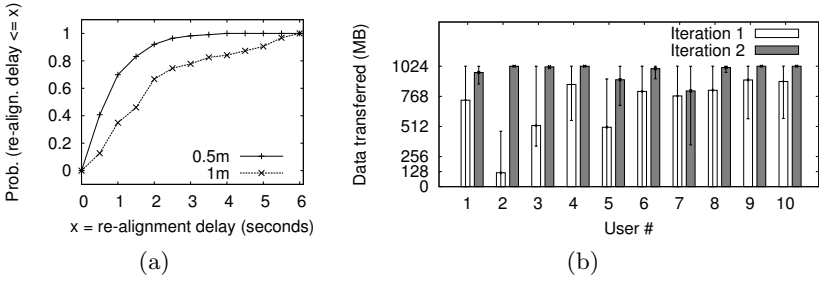 Prob. (re-align. delay <= x)
1
0.8
0.6
0.4
0.2
0
0.5m
1m
0 1 2 3 4 5 6
x = re-alignment delay (seconds)
(a)
Data transferred (MB)
1024
768
512
256
128
0
Iteration 1
Iteration 2
1 2 3 4 5 6 7 8 9 10
User #
(b)